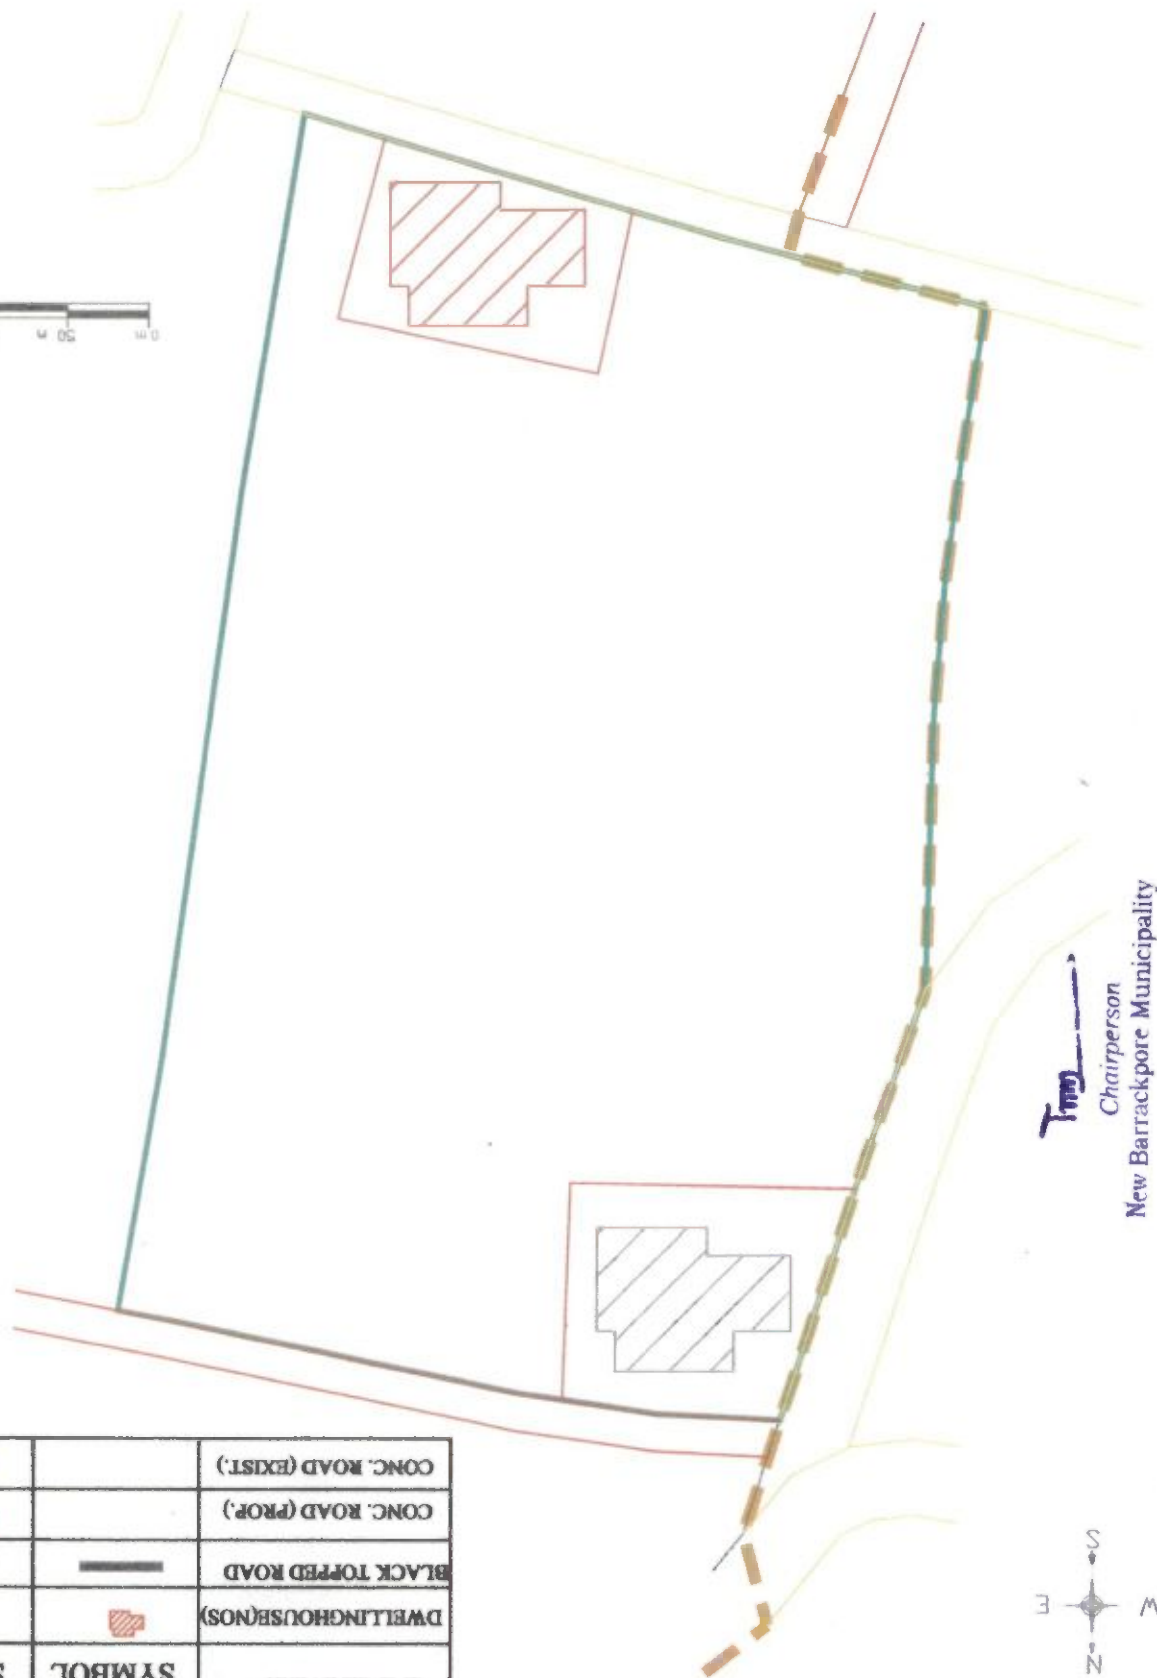 0 m
50 m
SYMBOL
DWELLINGHOUSE(NOS)
BLACK TOPPED ROAD
CONC. ROAD (PROP.)
CONC. ROAD (EXIST.)
Chairperson
New Barrackpore Municipality
N
W
E
S